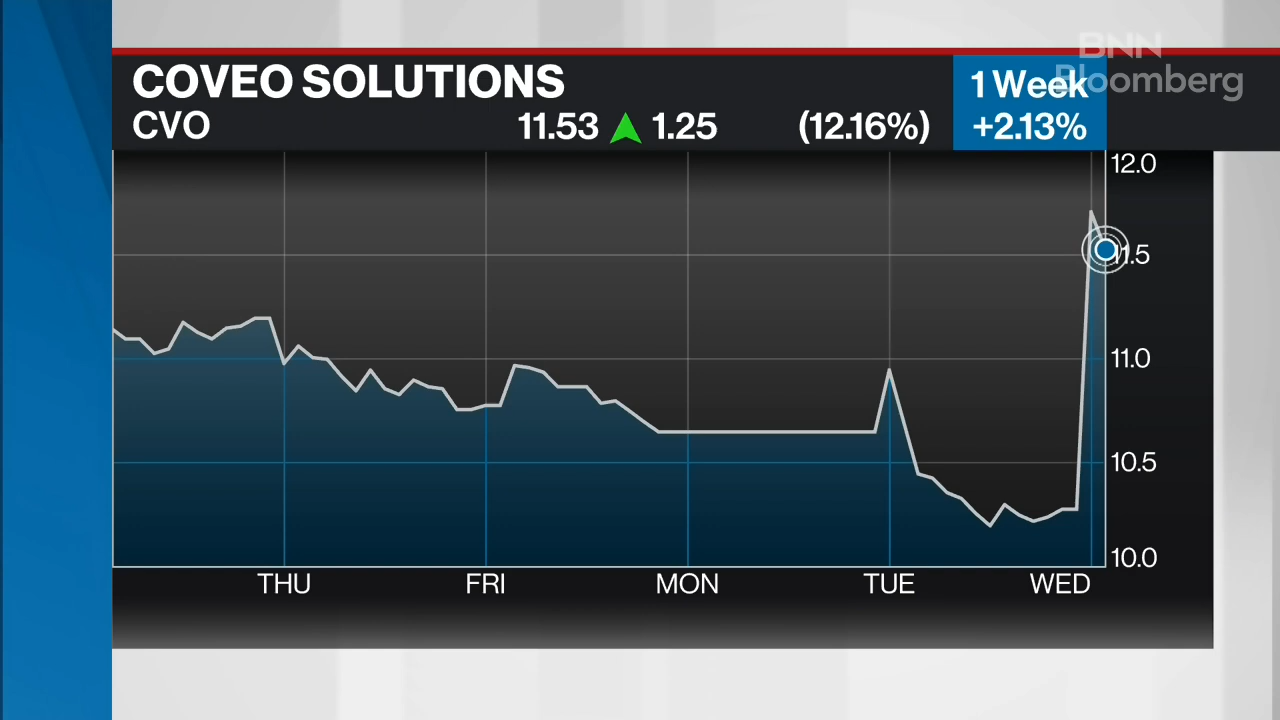 BNN
Bloomberg
COVEO SOLUTIONS
CVO
11.53 ▲ 1.25 (12.16%)
1 Week
+2.13%
12.0
11.5
11.0
10.5
10.0
THU FRI MON TUE WED